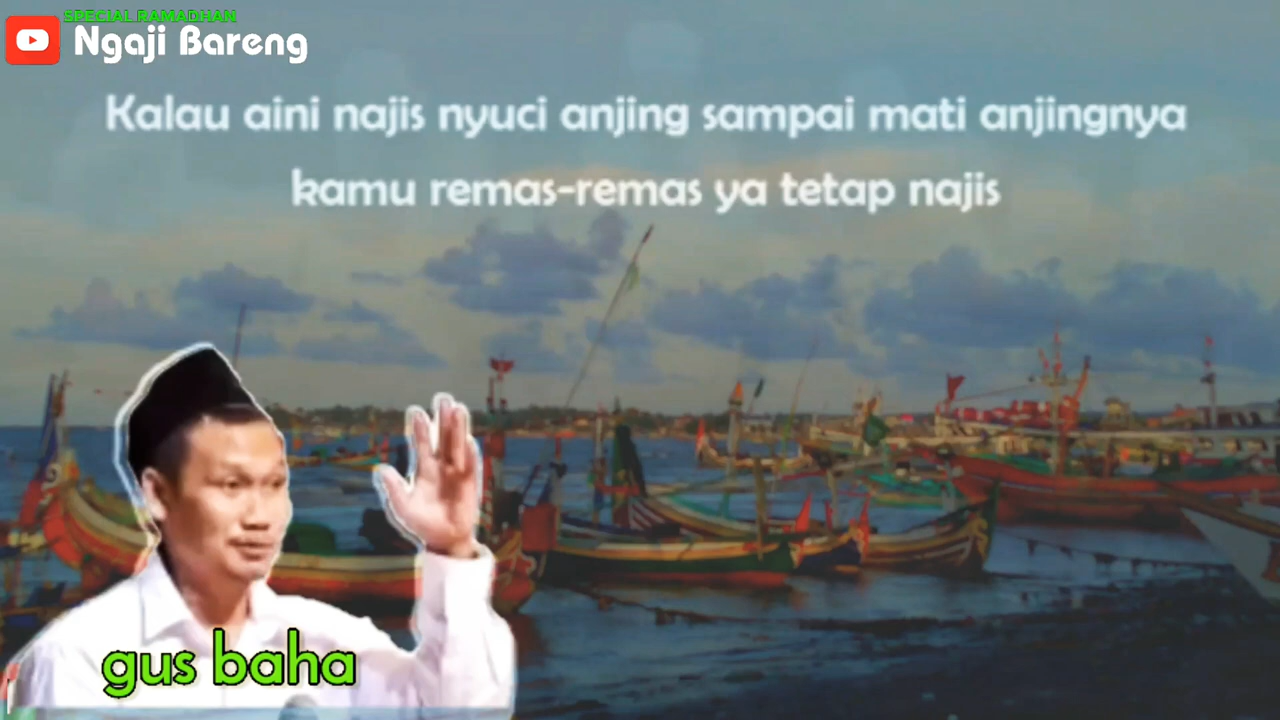 SPECIAL RAMADHAN
Ngaji Bareng
Kalau aini najis nyuci anjing sampai mati anjingnya
kamu remas-remas ya tetap najis
gus baha